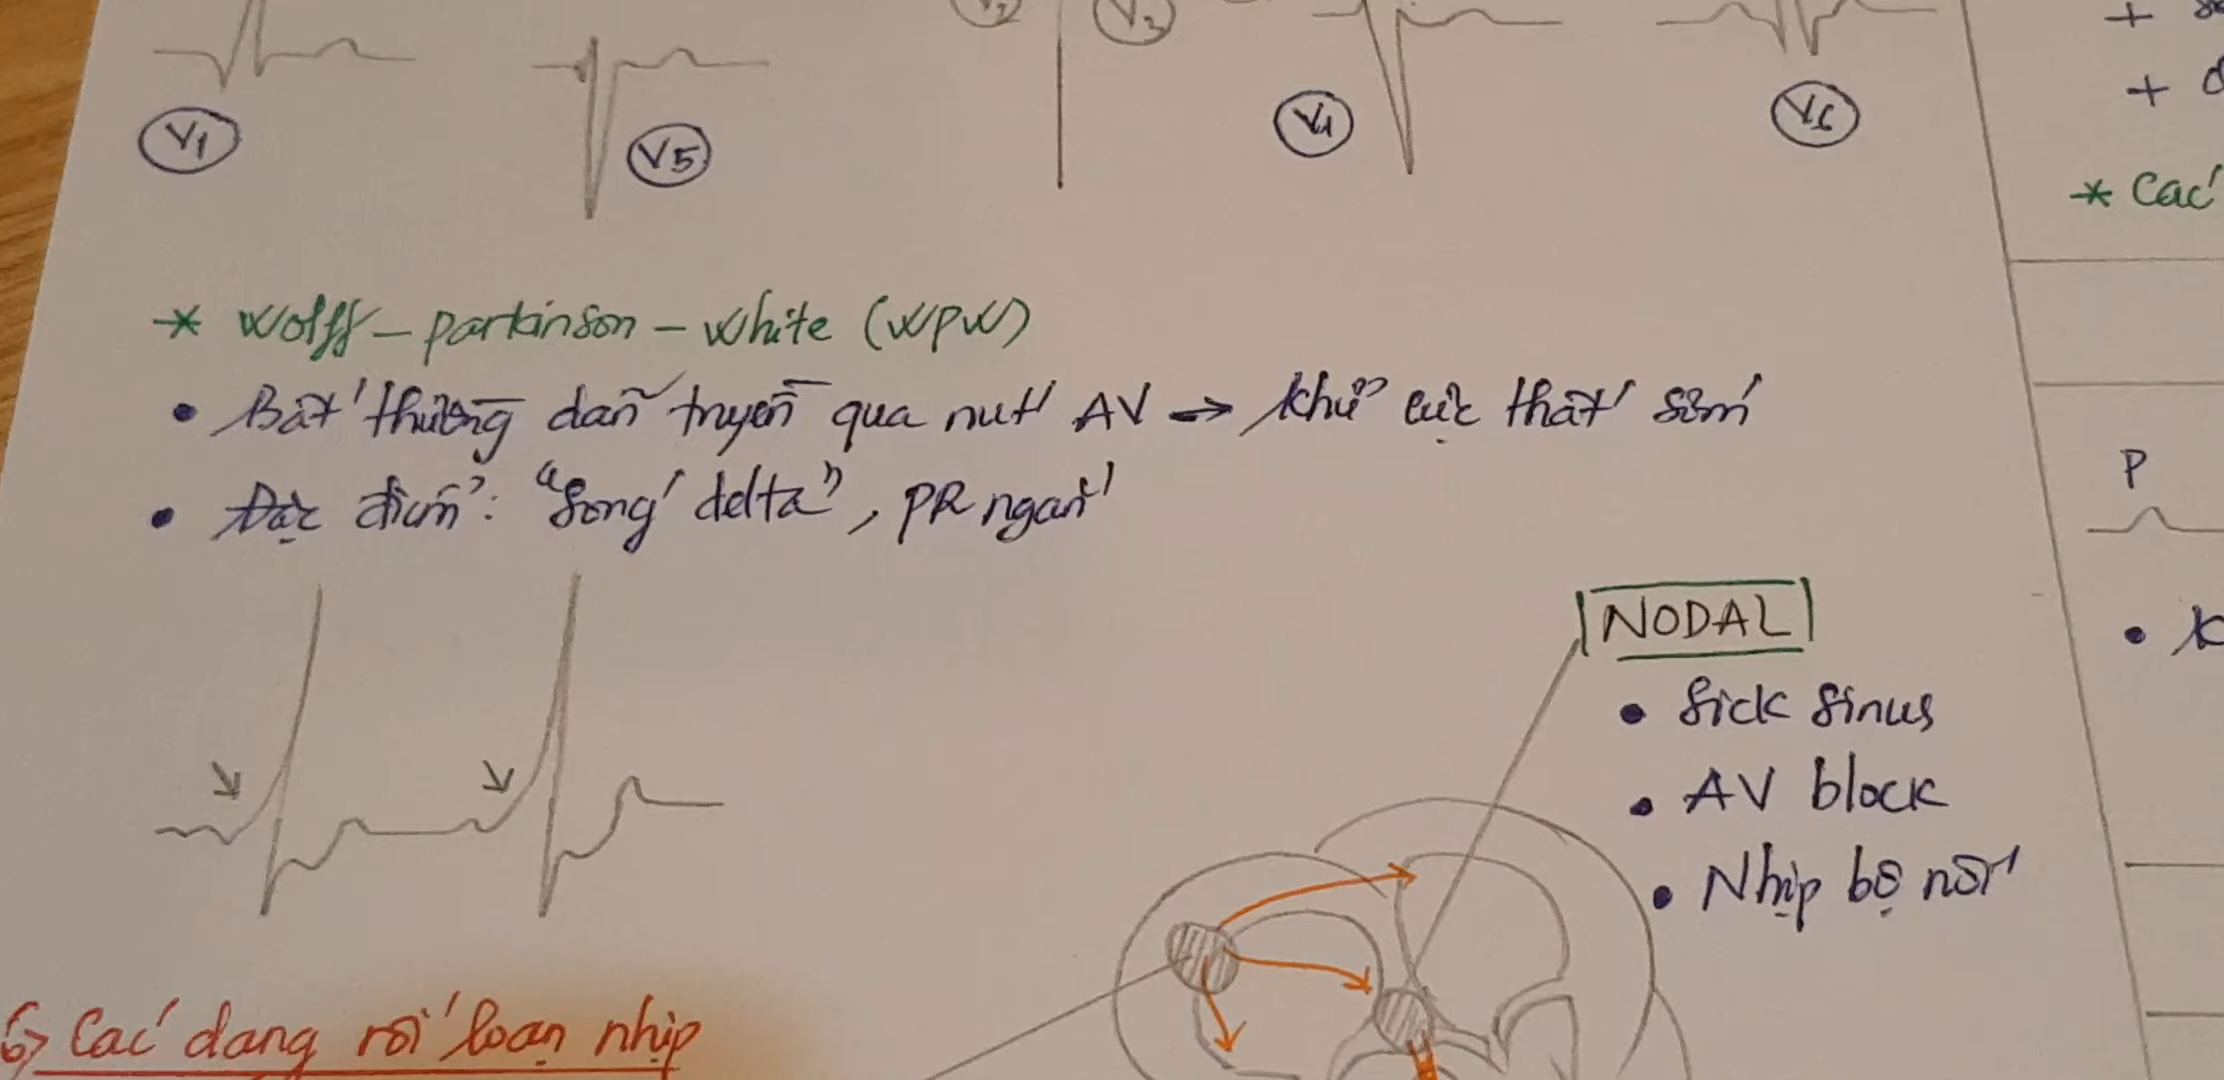 V1
V5
V1
V6
* Wolff - parkinson - white (WPW)
• Bất thường dẫn truyền qua nút AV → khử cực thất sớm
• Đặc điểm: "Sóng delta", PR ngắn
NODAL
• Sick Sinus
• AV block
• Nhịp bộ nối
6> Các dạng rối loạn nhịp
* Các
P